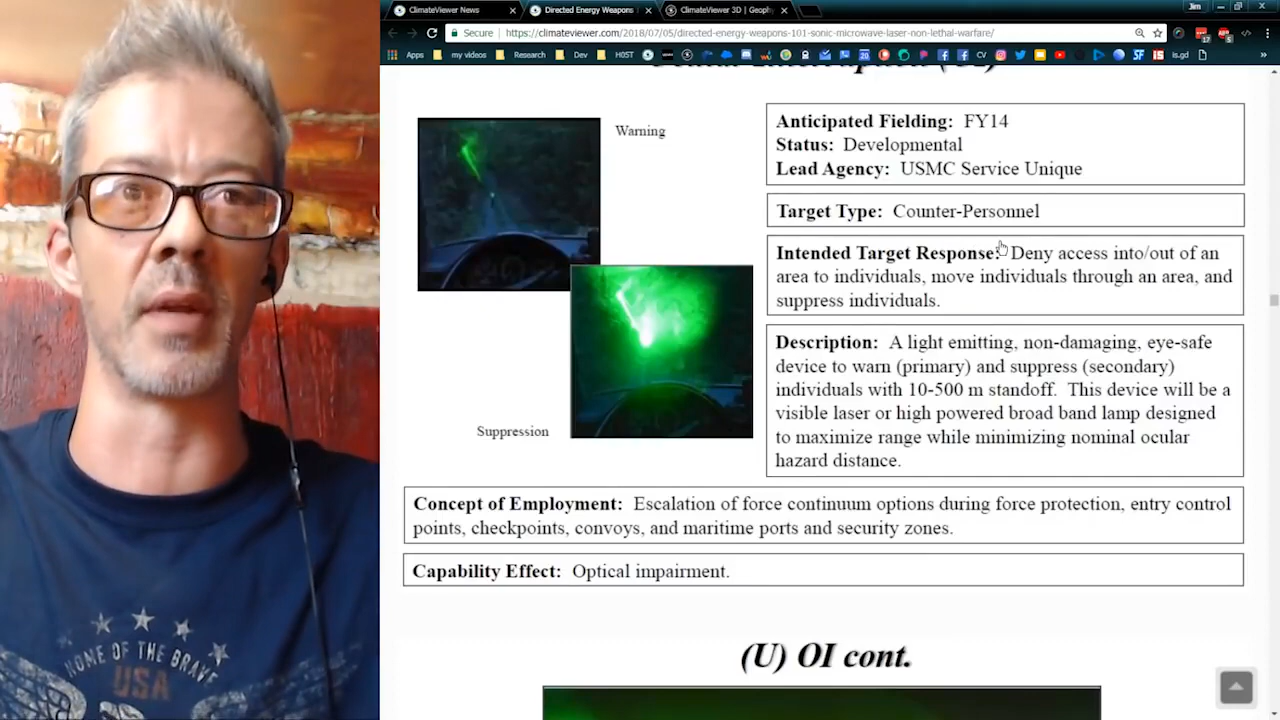 ClimateViewer News
Directed Energy Weapons
ClimateViewer 3D | Geoph
Jim
Secure | https://climateviewer.com/2018/07/05/directed-energy-weapons-101-sonic-microwave-laser-non-lethal-warfare/
Apps my videos Research Dev H0ST CV is.gd
Warning
Suppression
Anticipated Fielding: FY14
Status: Developmental
Lead Agency: USMC Service Unique
Target Type: Counter-Personnel
Intended Target Response: Deny access into/out of an
area to individuals, move individuals through an area, and
suppress individuals.
Description: A light emitting, non-damaging, eye-safe
device to warn (primary) and suppress (secondary)
individuals with 10-500 m standoff. This device will be a
visible laser or high powered broad band lamp designed
to maximize range while minimizing nominal ocular
hazard distance.
Concept of Employment: Escalation of force continuum options during force protection, entry control
points, checkpoints, convoys, and maritime ports and security zones.
Capability Effect: Optical impairment.
(U) OI cont.
HOME OF THE BRAVE
USA